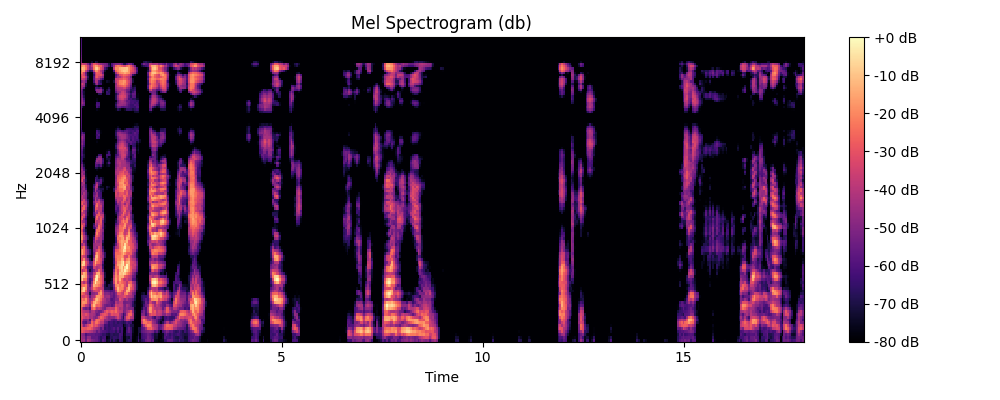 Mel Spectrogram (db)
8192
4096
2048
1024
512
0
Hz
0 5 10 15
Time
+0 dB
-10 dB
-20 dB
-30 dB
-40 dB
-50 dB
-60 dB
-70 dB
-80 dB